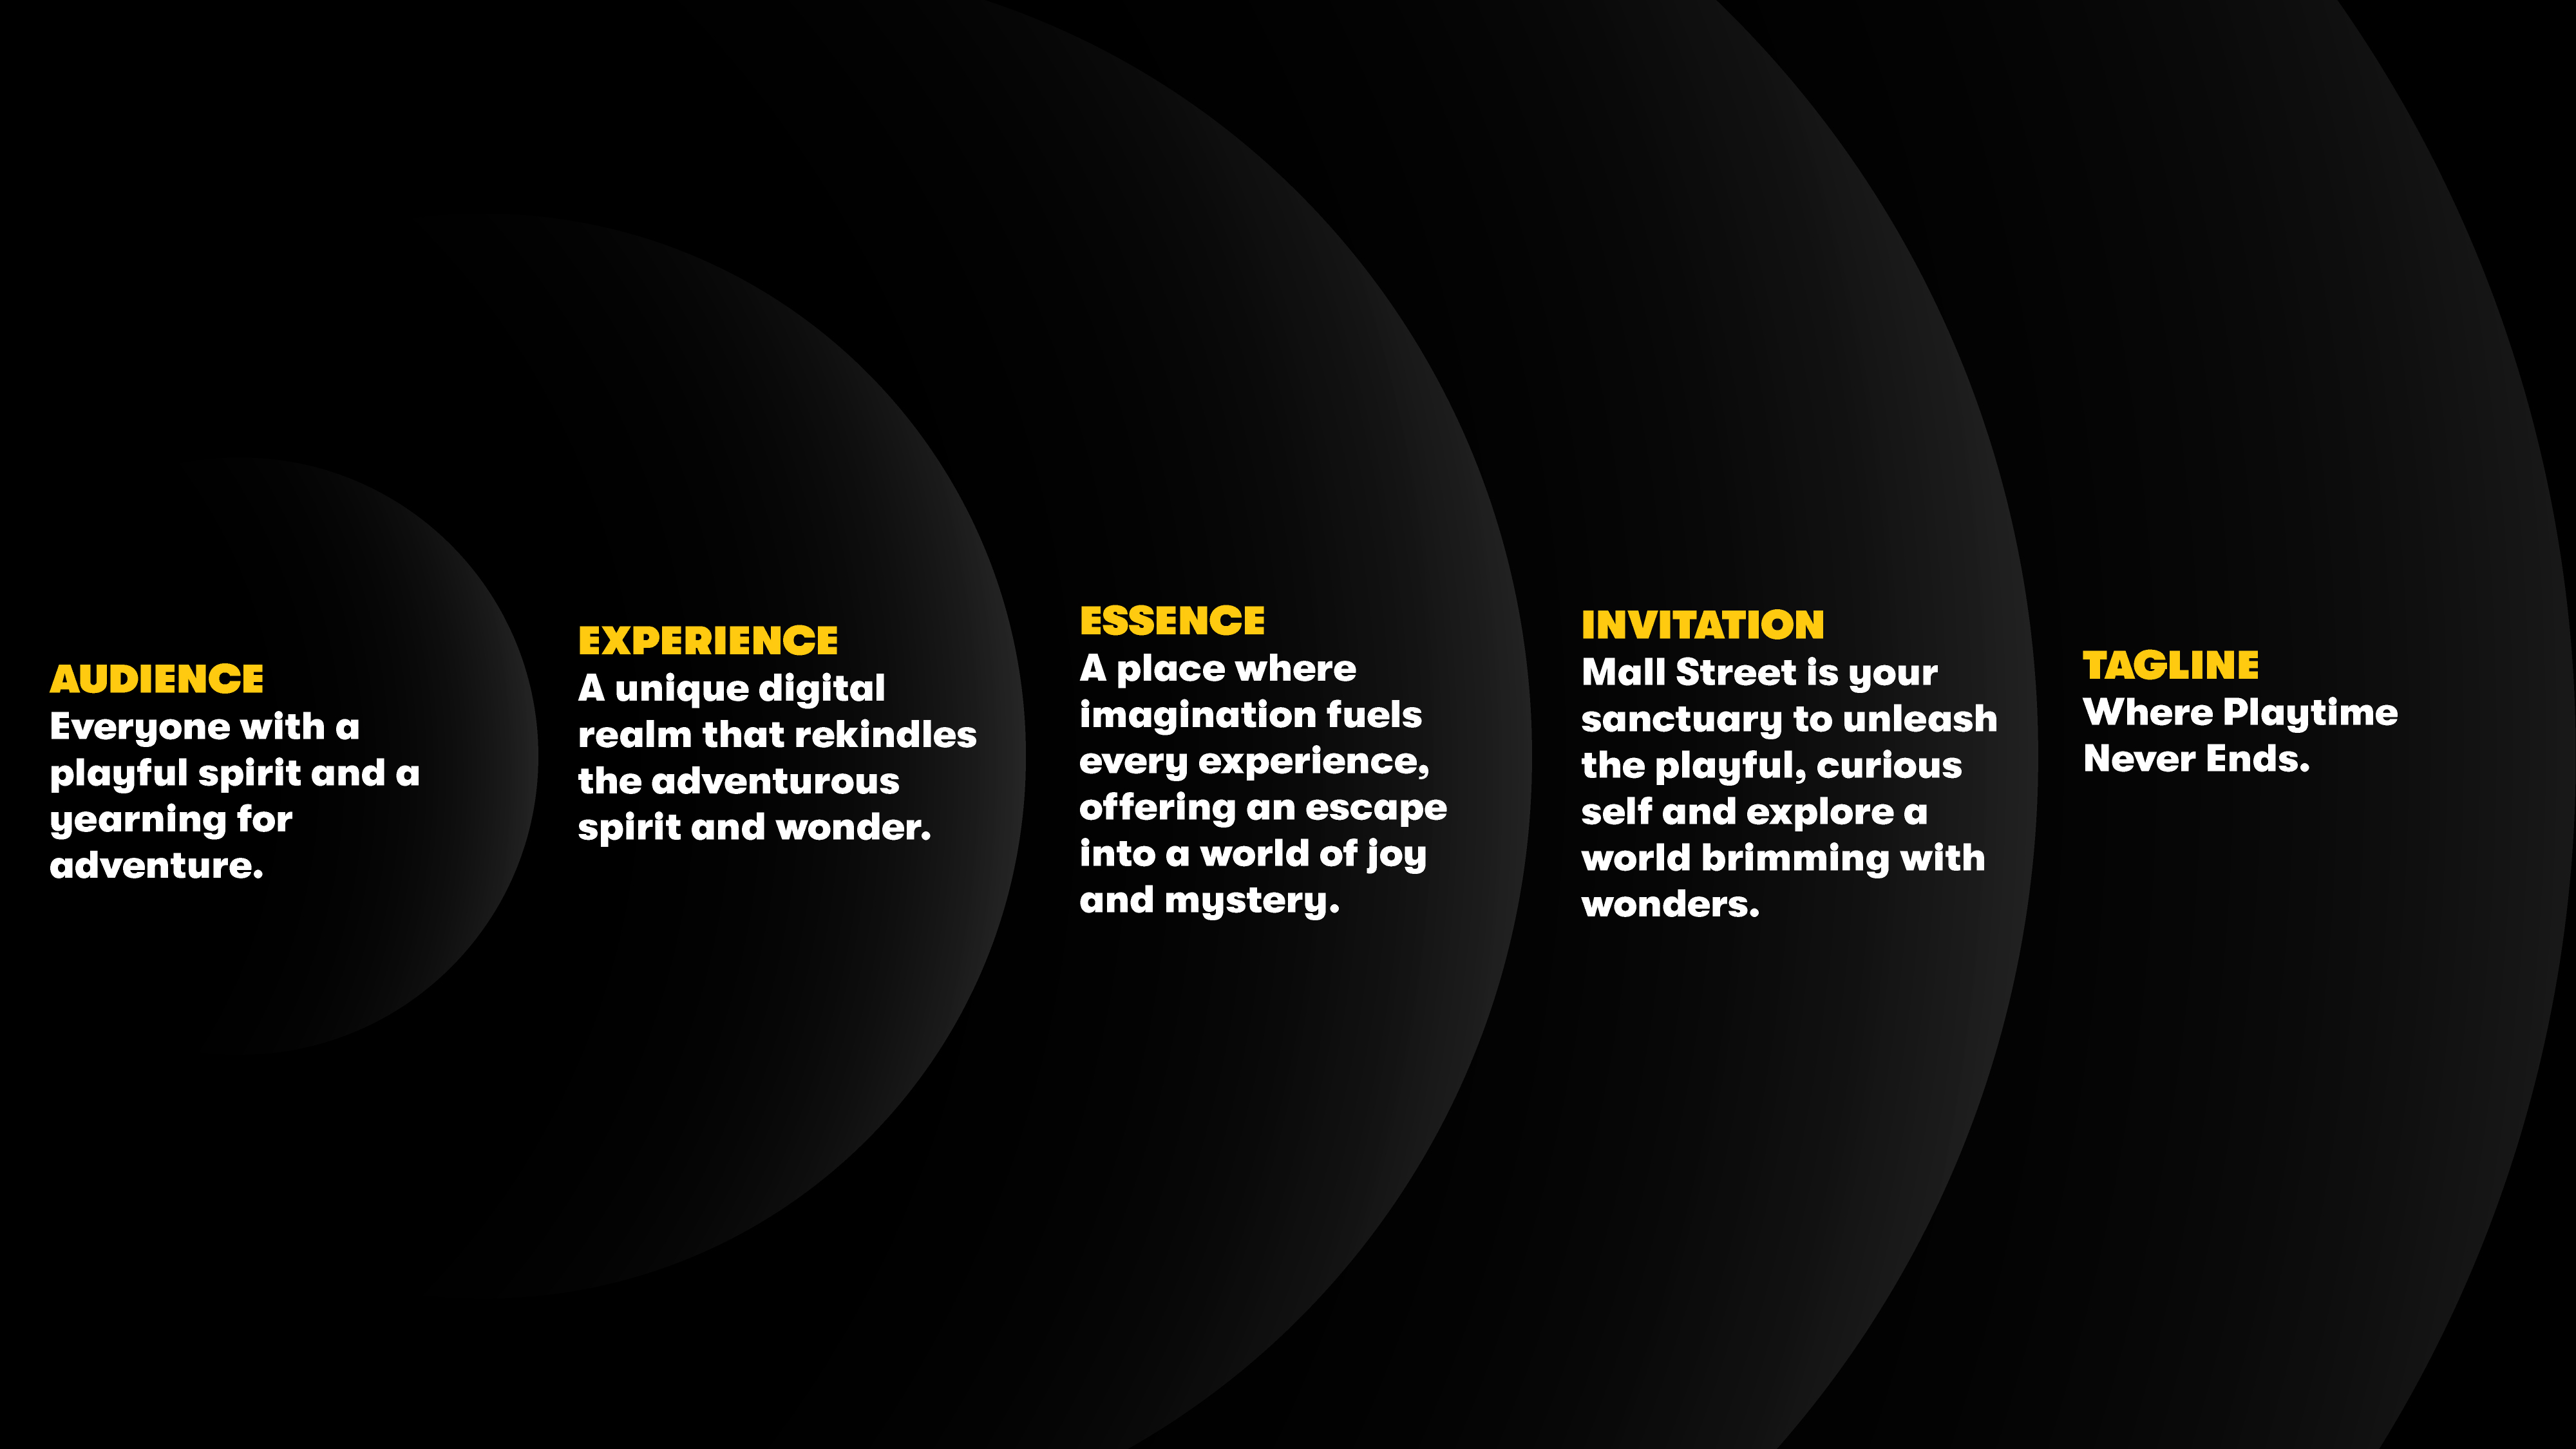 AUDIENCE
Everyone with a
playful spirit and a
yearning for
adventure.
EXPERIENCE
A unique digital
realm that rekindles
the adventurous
spirit and wonder.
ESSENCE
A place where
imagination fuels
every experience,
offering an escape
into a world of joy
and mystery.
INVITATION
Mall Street is your
sanctuary to unleash
the playful, curious
self and explore a
world brimming with
wonders.
TAGLINE
Where Playtime
Never Ends.